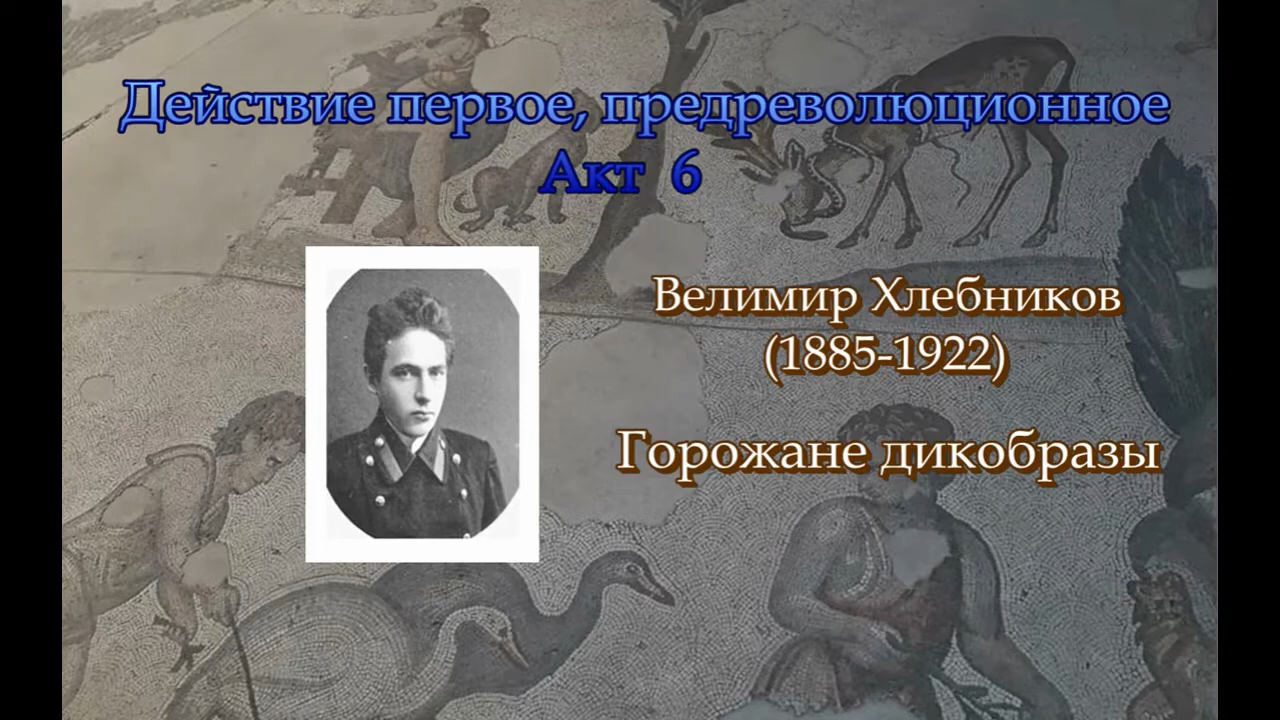 Действие первое, предреволюционное
Акт 6
Велимир Хлебников
(1885-1922)
Горожане дикобразы